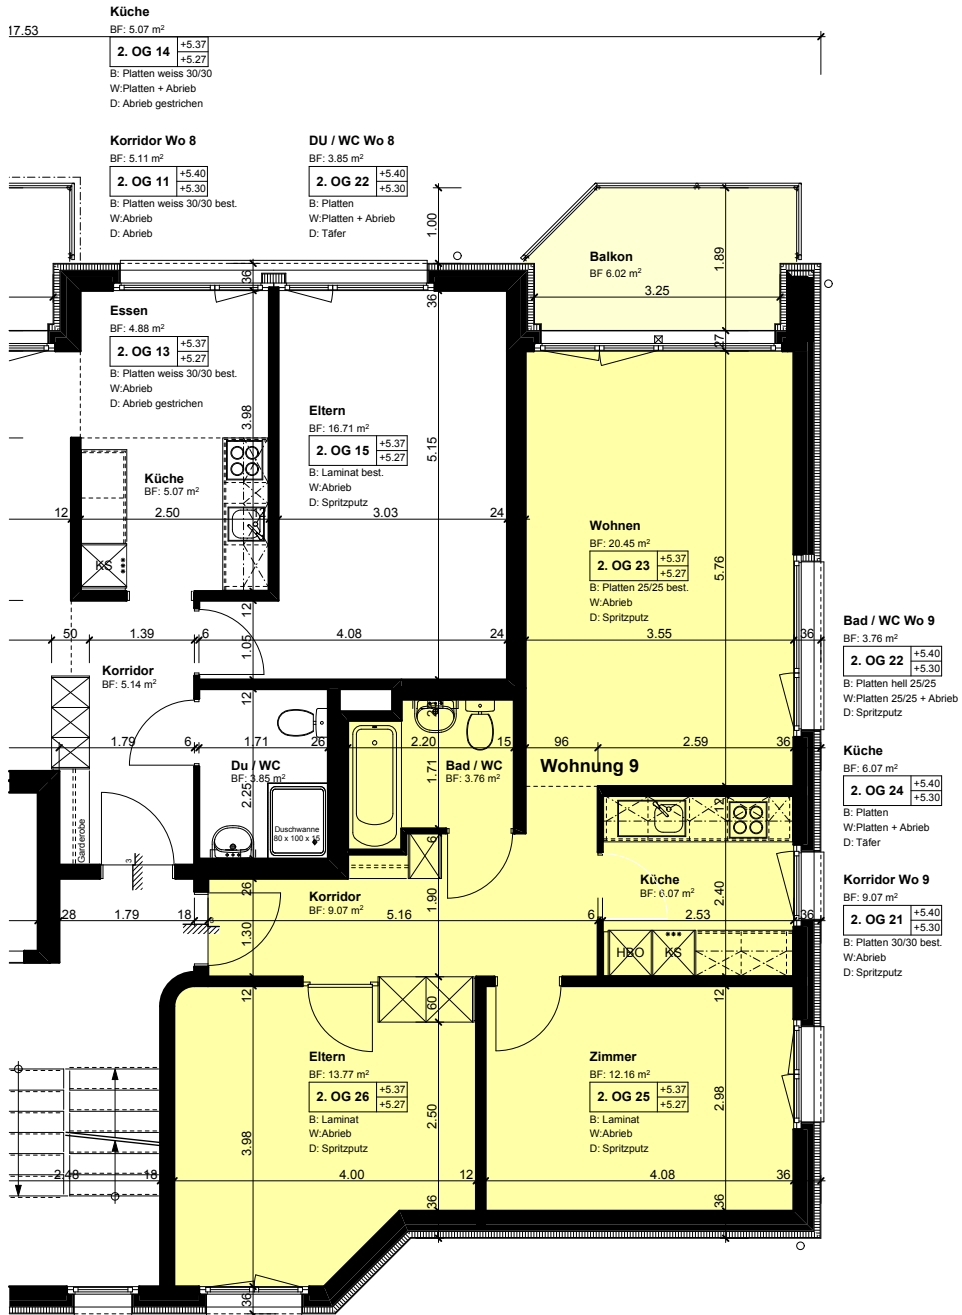 17.53
Küche
BF: 5.07 m²
2. OG 14 +5.37
+5.27
B: Platten weiss 30/30
W:Platten + Abrieb
D: Abrieb gestrichen
Korridor Wo 8
BF: 5.11 m²
2. OG 11 +5.40
+5.30
B: Platten weiss 30/30 best.
W:Abrieb
D: Abrieb
DU / WC Wo 8
BF: 3.85 m²
2. OG 22 +5.40
+5.30
B: Platten
W:Platten + Abrieb
D: Täfer
1.00
Balkon
BF 6.02 m²
3.25
1.89
27
36
36
Essen
BF: 4.88 m²
2. OG 13 +5.37
+5.27
B: Platten weiss 30/30 best.
W:Abrieb
D: Abrieb gestrichen
3.98
Eltern
BF: 16.71 m²
2. OG 15 +5.37
+5.27
B: Laminat best.
W:Abrieb
D: Spritzputz
5.15
Küche
BF: 5.07 m²
12
2.50
12
3.03
24
KS
Wohnen
BF: 20.45 m²
2. OG 23 +5.37
+5.27
B: Platten 25/25 best.
W:Abrieb
D: Spritzputz
5.76
12
1.05
50
1.39
6
4.08
24
3.55
36
Korridor
BF: 5.14 m²
12
1.79
6
1.71
26
2.20
15
96
2.59
36
Du / WC
BF: 3.85 m²
2.25
Duschwanne
80 x 100 x 15
Bad / WC
BF: 3.76 m²
1.71
6
Wohnung 9
12
Garderobe
3
Küche
BF: 6.07 m²
2.40
26
Korridor
BF: 9.07 m²
1.90
28
1.79
18
5.16
6
2.53
36
1.30
HBO
KS
Bad / WC Wo 9
BF: 3.76 m²
2. OG 22 +5.40
+5.30
B: Platten hell 25/25
W:Platten 25/25 + Abrieb
D: Spritzputz
Küche
BF: 6.07 m²
2. OG 24 +5.40
+5.30
B: Platten
W:Platten + Abrieb
D: Täfer
Korridor Wo 9
BF: 9.07 m²
2. OG 21 +5.40
+5.30
B: Platten 30/30 best.
W:Abrieb
D: Spritzputz
12
60
12
Eltern
BF: 13.77 m²
2. OG 26 +5.37
+5.27
B: Laminat
W:Abrieb
D: Spritzputz
3.98
2.50
Zimmer
BF: 12.16 m²
2. OG 25 +5.37
+5.27
B: Laminat
W:Abrieb
D: Spritzputz
2.98
2.48
18
4.00
12
4.08
36
36
36
36